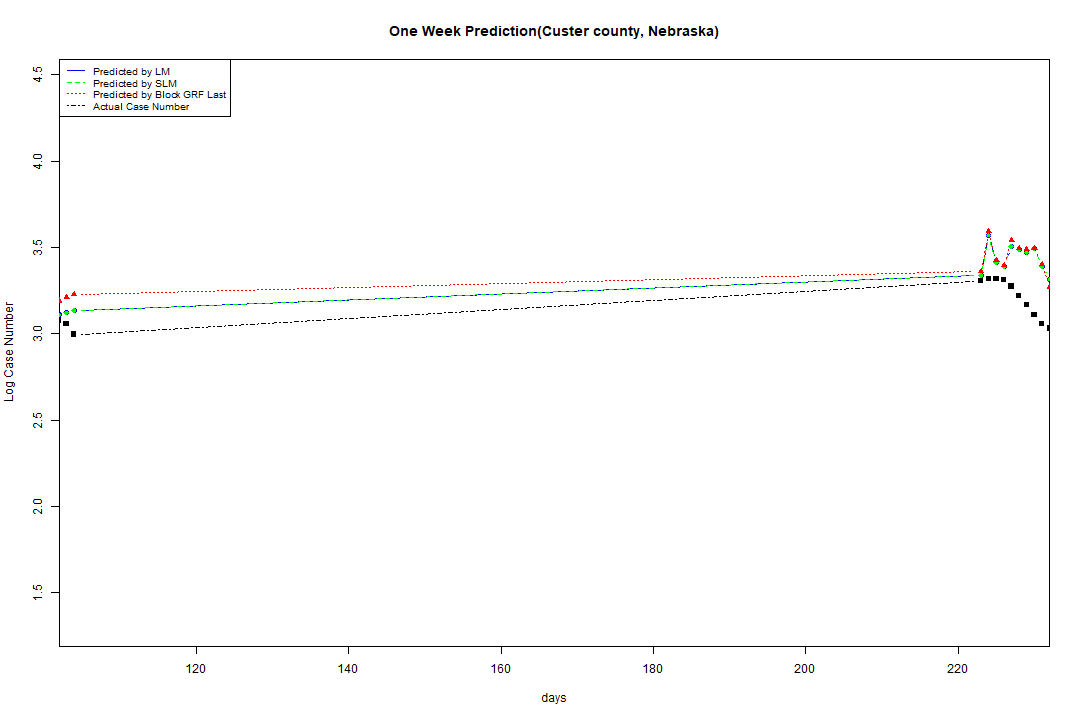 One Week Prediction(Custer county, Nebraska)
Predicted by LM
Predicted by SLM
Predicted by Block GRF Last
Actual Case Number
4.5
4.0
3.5
3.0
2.5
2.0
1.5
Log Case Number
120 140 160 180 200 220
days